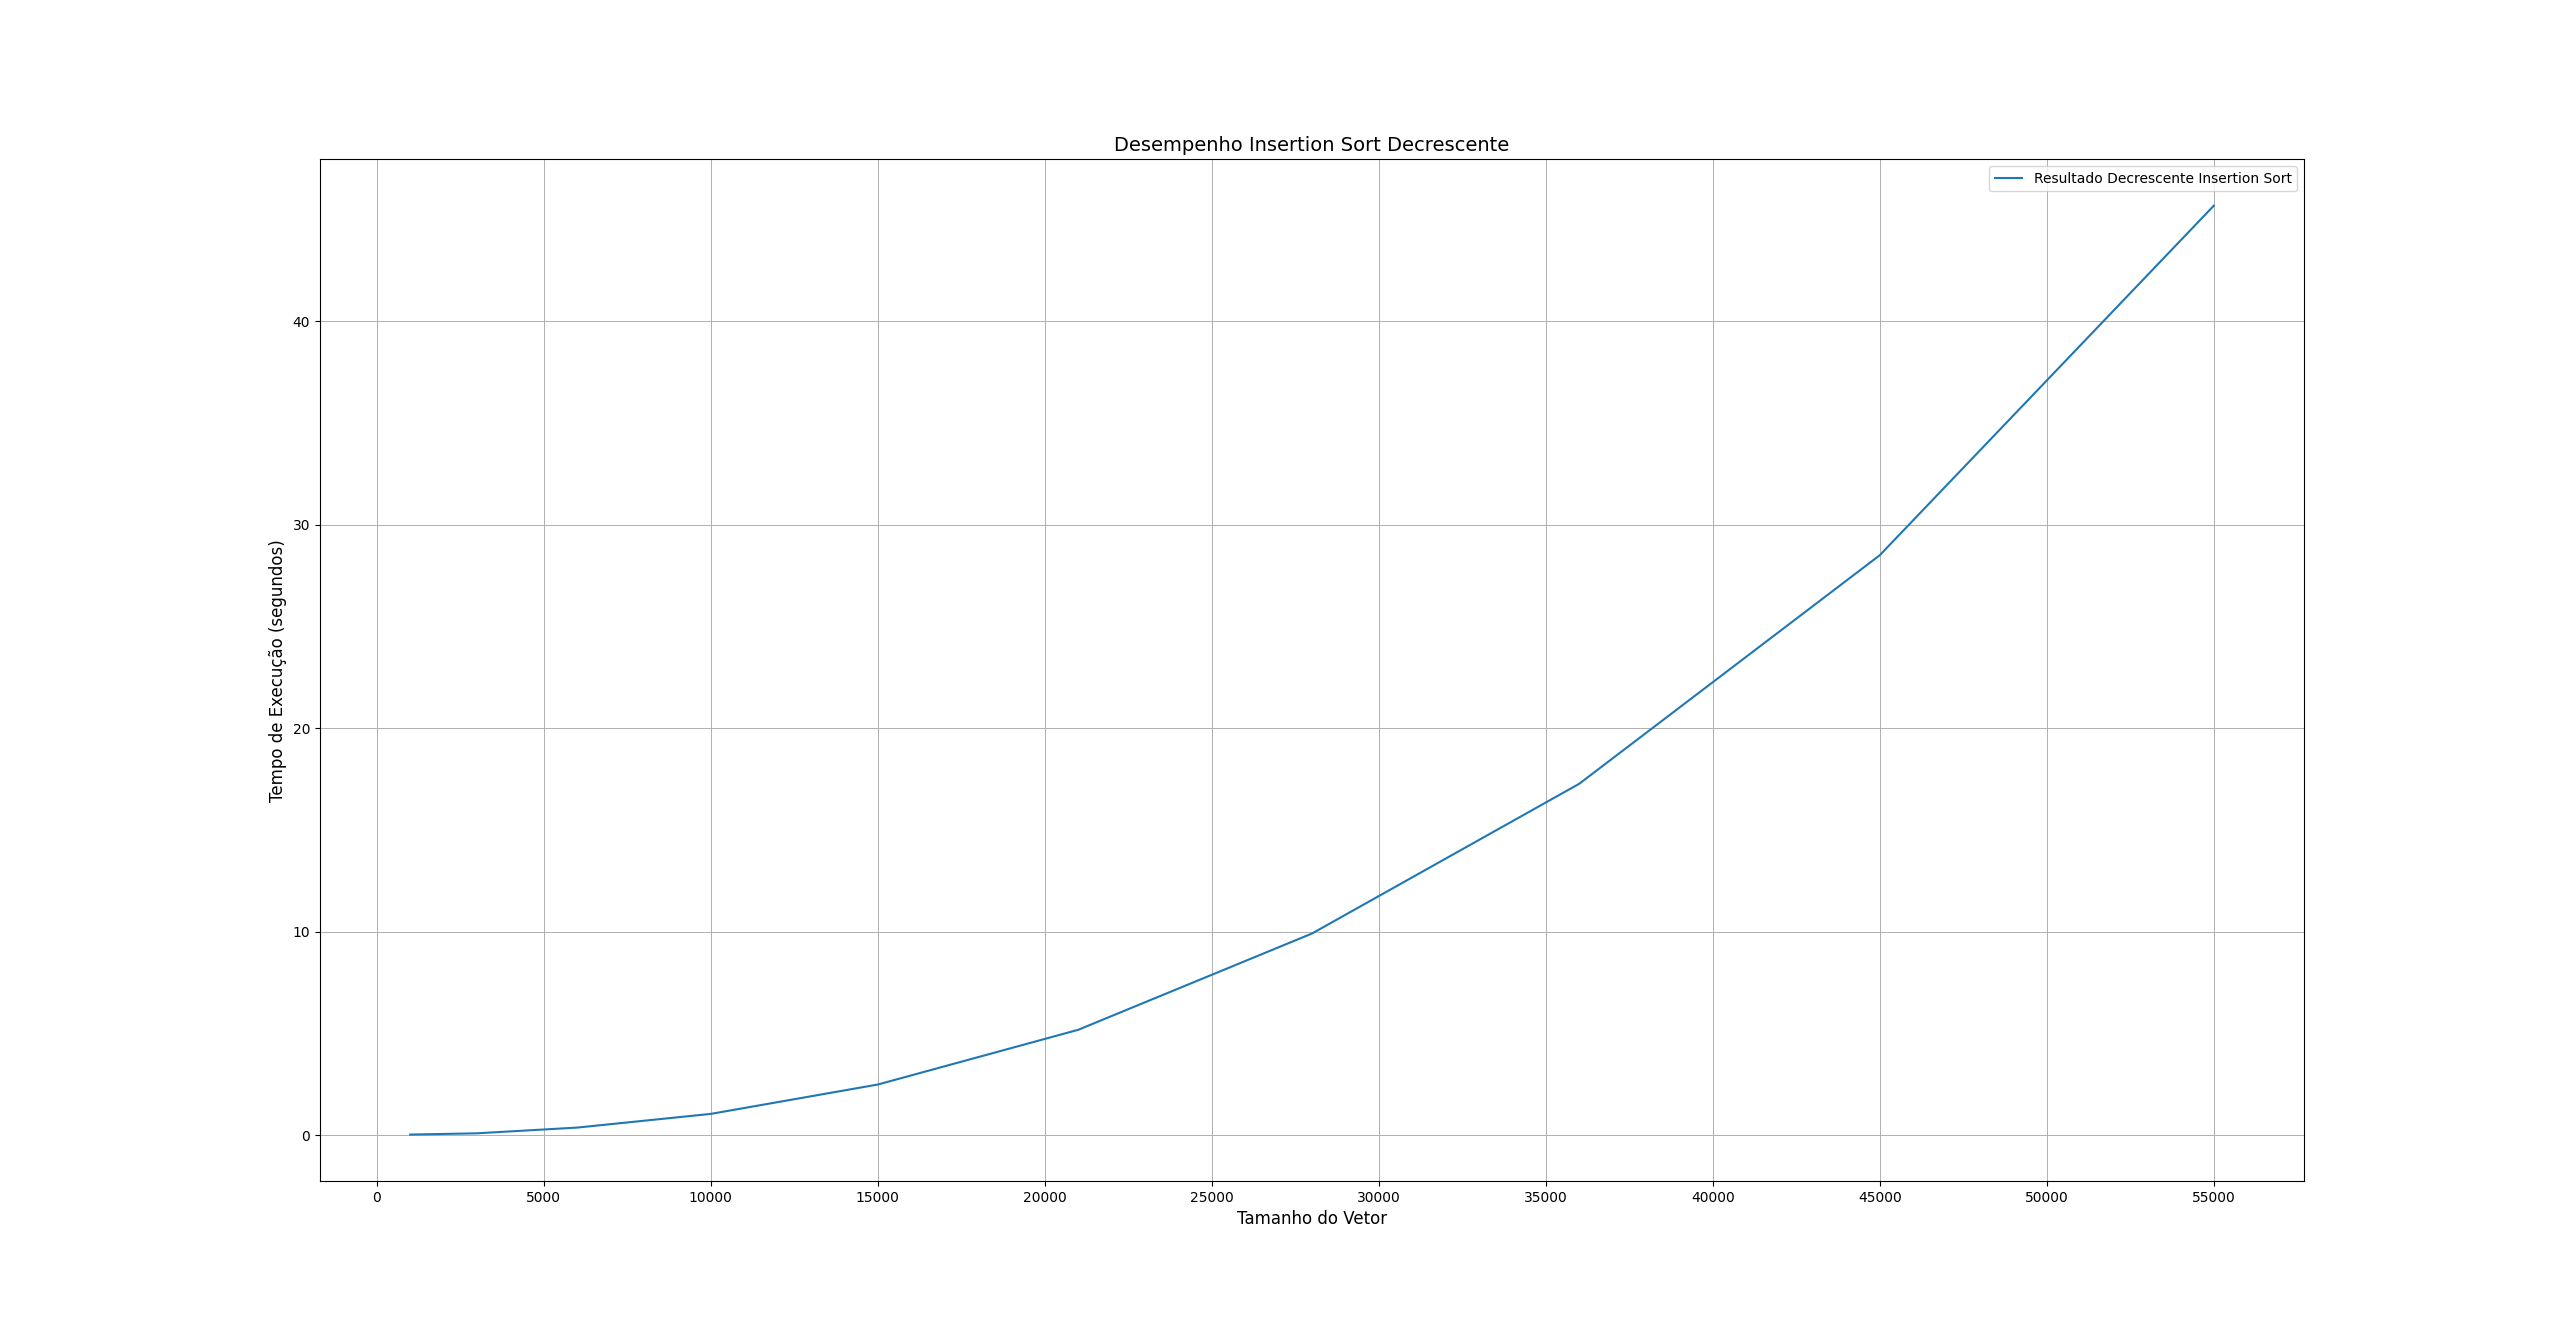 Desempenho Insertion Sort Decrescente
Resultado Decrescente Insertion Sort
Tempo de Execução (segundos)
40
30
20
10
0
0 5000 10000 15000 20000 25000 30000 35000 40000 45000 50000 55000
Tamanho do Vetor